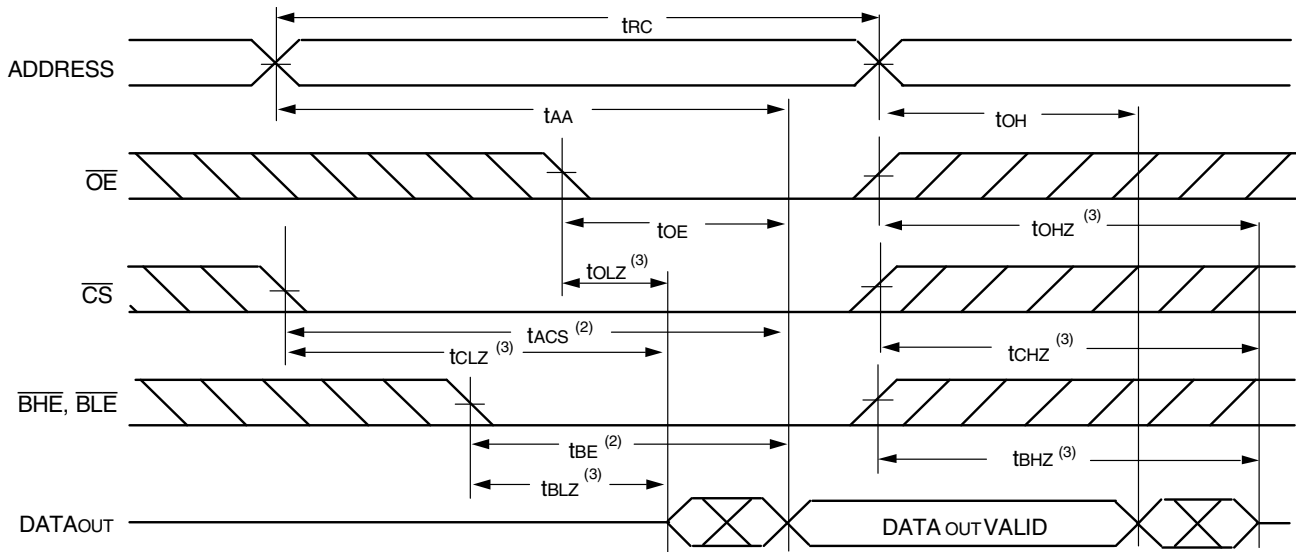 tRC
ADDRESS
tAA
tOH
OE
tOE
tOHZ (3)
tOLZ (3)
CS
tACS (2)
tCLZ (3)
tCHZ (3)
BHE, BLE
tBE (2)
tBHZ (3)
tBLZ (3)
DATAOUT
DATA OUT VALID